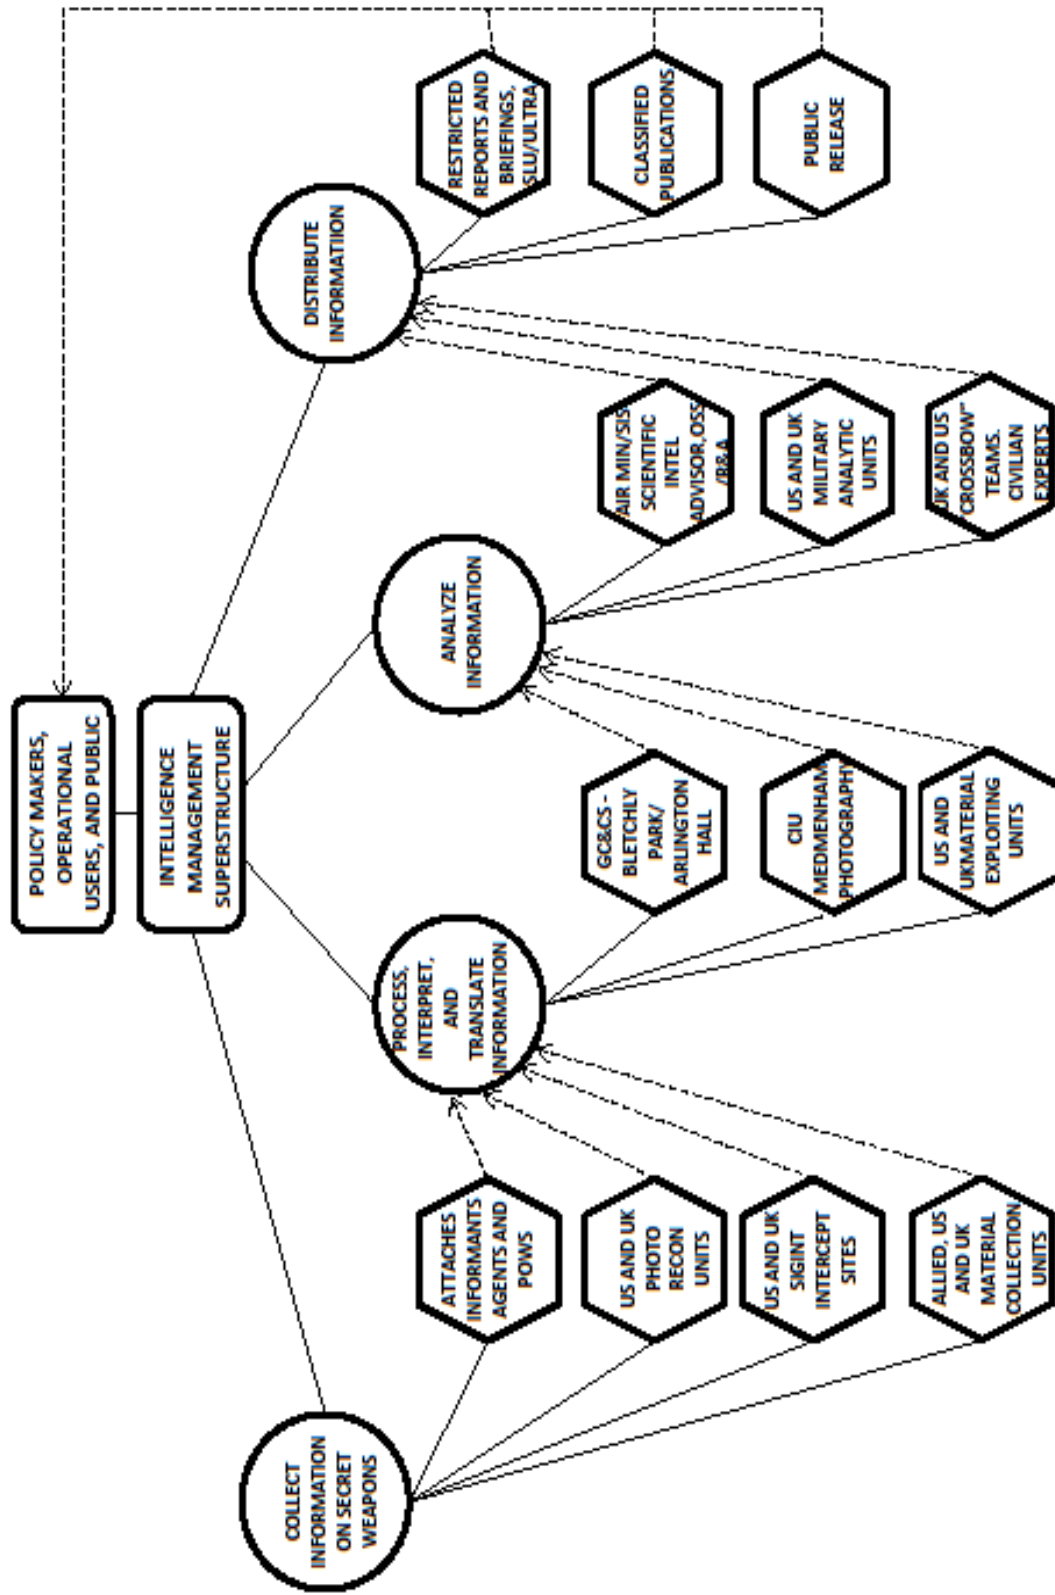 POLICY MAKERS,
OPERATIONAL
USERS, AND PUBLIC
INTELLIGENCE
MANAGEMENT
SUPERSTRUCTURE
COLLECT
INFORMATION
ON SECRET
WEAPONS
PROCESS,
INTERPRET,
AND
TRANSLATE
INFORMATION
ANALYZE
INFORMATION
DISTRIBUTE
INFORMATIION
ATTACHES
INFORMANTS
AGENTS AND
POWS
US AND UK
PHOTO
RECON
UNITS
US AND UK
SIGINT
INTERCEPT
SITES
ALLIED, US
AND UK
MATERIAL
COLLECTION
UNITS
GC&CS -
BLETCHLY
PARK/
ARLINGTON
HALL
CIU
MEDMENHAM
PHOTOGRAPHY
US AND
UKMATERIAL
EXPLOITING
UNITS
AIR MIN/SIS
SCIENTIFIC
INTEL
ADVISOR,OSS
/R&A
US AND UK
MILITARY
ANALYTIC
UNITS
UK AND US
"CROSSBOW"
TEAMS.
CIVILIAN
EXPERTS
RESTRICTED
REPORTS AND
BRIEFINGS,
SLU/ULTRA
CLASSIFIED
PUBLICATIONS
PUBLIC
RELEASE